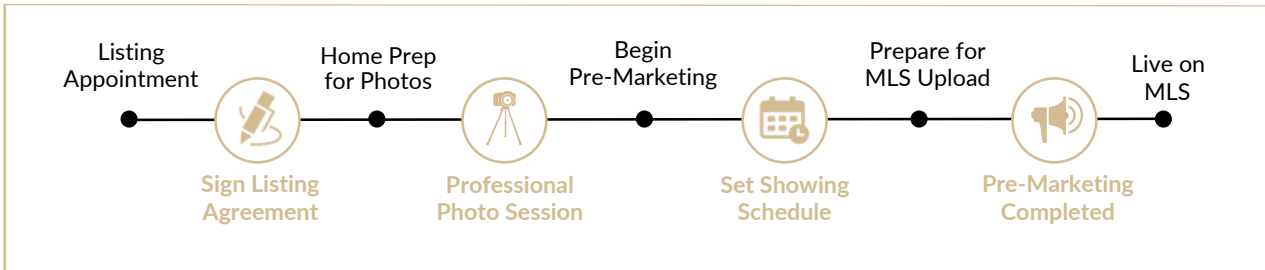 Listing
Appointment
Sign Listing
Agreement
Home Prep
for Photos
Professional
Photo Session
Begin
Pre-Marketing
Set Showing
Schedule
Prepare for
MLS Upload
Pre-Marketing
Completed
Live on
MLS